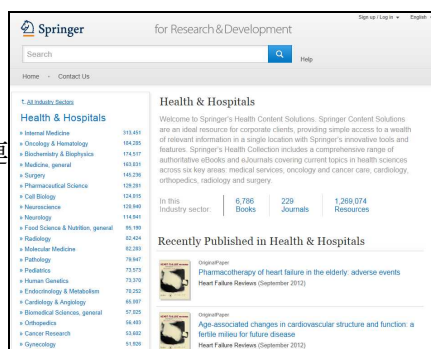 Sign up / Log in
English
Springer
for Research & Development
Search
Help
Home
Contact Us
All Industry Sectors
Health & Hospitals
Internal Medicine 313,451
Oncology & Hematology 184,285
Biochemistry & Biophysics 174,517
Medicine, general 163,831
Surgery 145,236
Pharmaceutical Science 129,201
Cell Biology 124,615
Neuroscience 120,940
Neurology 114,941
Food Science & Nutrition, general 95,190
Radiology 82,424
Molecular Medicine 82,283
Pathology 79,947
Pediatrics 73,573
Human Genetics 73,370
Endocrinology & Metabolism 70,252
Cardiology & Angiology 65,997
Biomedical Sciences, general 57,025
Orthopedics 56,493
Cancer Research 53,602
Gynecology 51,926
Health & Hospitals
Welcome to Springer's Health Content Solutions. Springer Content Solutions
are an ideal resource for corporate clients, providing simple access to a wealth
of relevant information in a single location with Springer's innovative tools and
features. Springer's Health Collection includes a comprehensive range of
authoritative eBooks and eJournals covering current topics in health sciences
across six key areas: medical services, oncology and cancer care, cardiology,
orthopedics, radiology and surgery.
In this
Industry sector:
6,786
Books
229
Journals
1,269,074
Resources
Recently Published in Health & Hospitals
OriginalPaper
Pharmacotherapy of heart failure in the elderly: adverse events
Heart Failure Reviews (September 2012)
OriginalPaper
Age-associated changes in cardiovascular structure and function: a
fertile milieu for future disease
Heart Failure Reviews (September 2012)